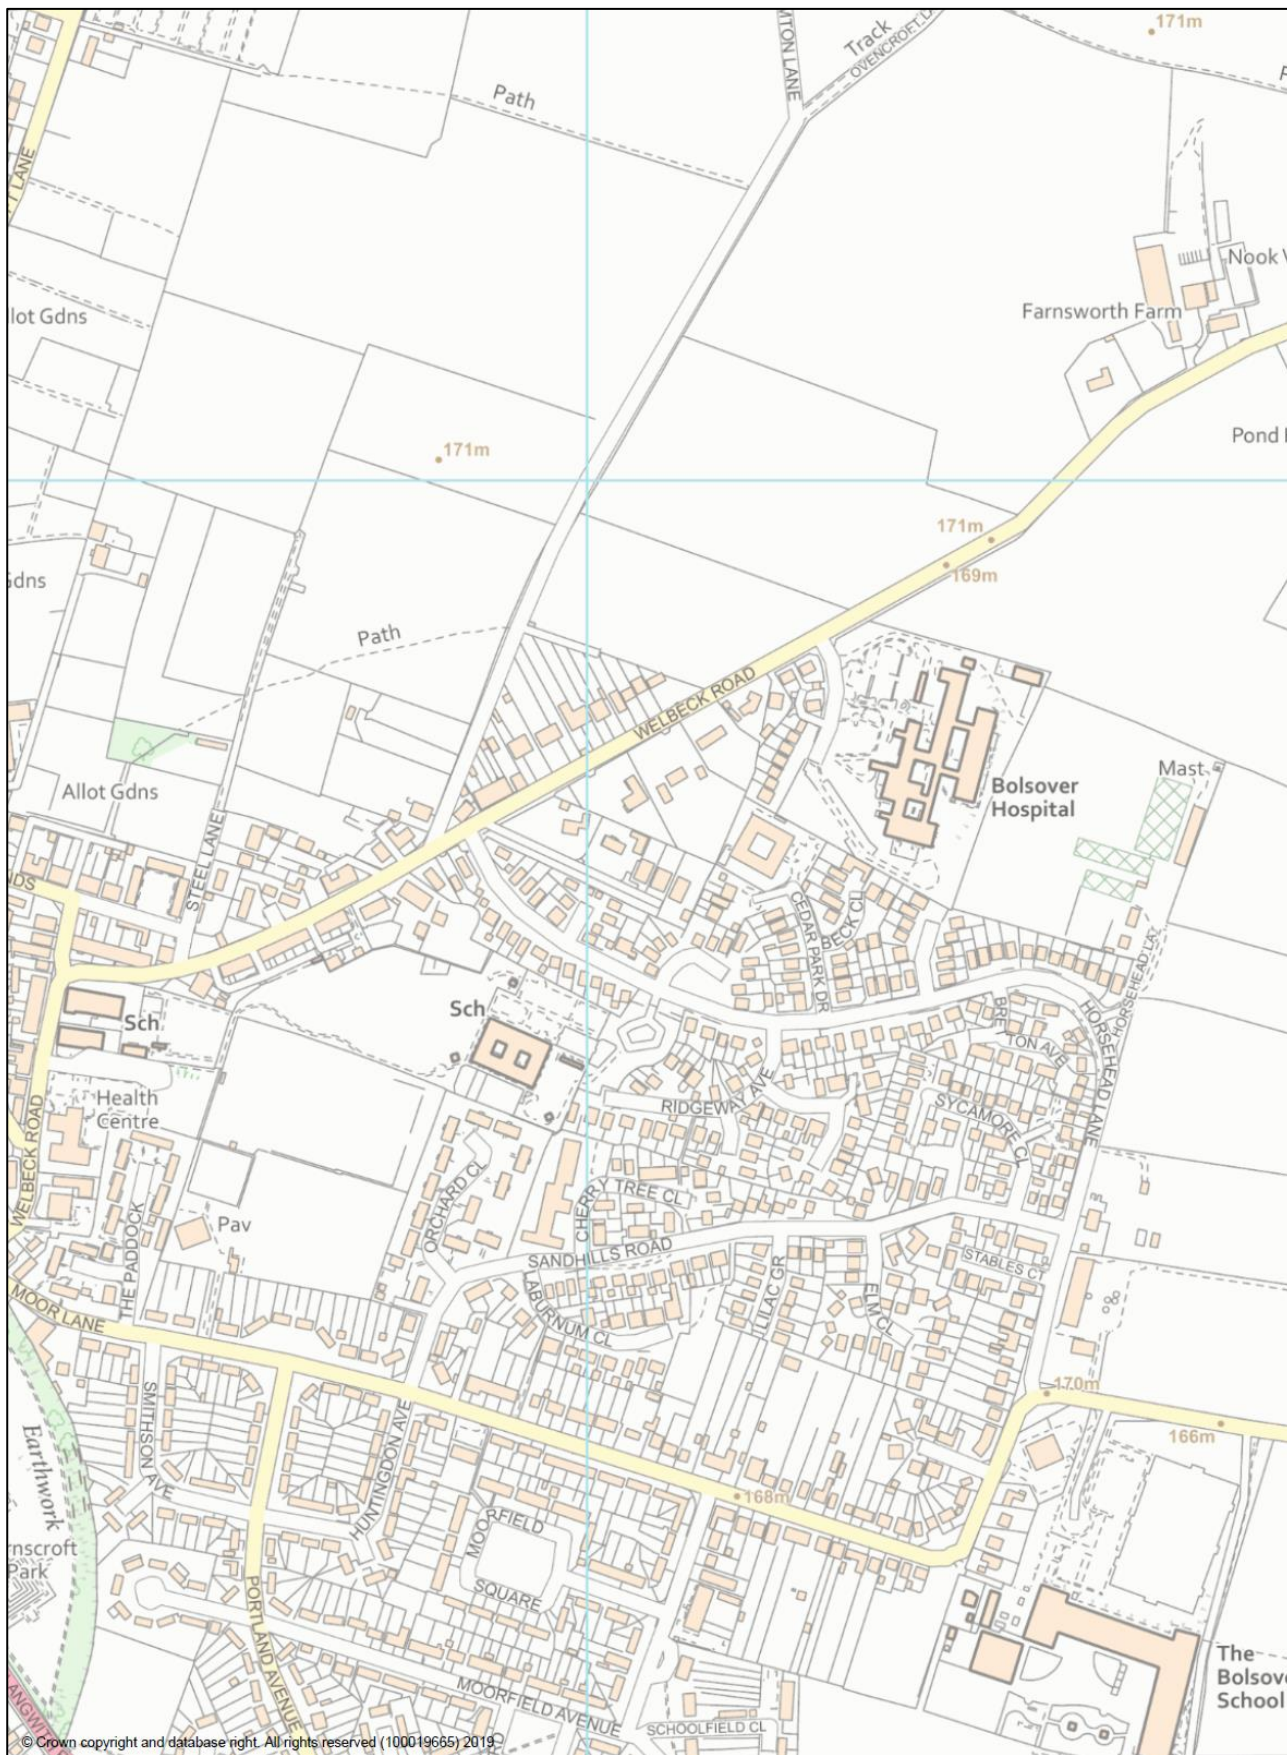 171m
Track
OVENCROFT
MTON LANE
Path
LANE
Nook
Farnsworth Farm
lot Gdns
Pond
171m
171m
169m
Gdns
Path
WELBECK ROAD
Mast
Bolsover
Hospital
Allot Gdns
STEEL LANE
NDS
BECK CL
CEDAR PARK DR
HORSEHEAD LA
Sch
Sch
BRETTON AVE
HORSEHEAD LANE
Health
Centre
RIDGEWAY AVE
SYCAMORE CL
WELBECK ROAD
ORCHARD CL
CHERRY TREE CL
THE PADDOCK
Pav
SANDHILLS ROAD
STABLES CT
LABURNUM CL
LILAC GR
ELM CL
MOOR LANE
170m
SMITHSON AVE
HUNTINGDON AVE
166m
Earthwork
168m
MOORFIELD
SQUARE
rnscroft
Park
PORTLAND AVENUE
MOORFIELD AVENUE
The
Bolsove
School
SCHOOLFIELD CL
ANGWI
© Crown copyright and database right. All rights reserved (100019665) 2019